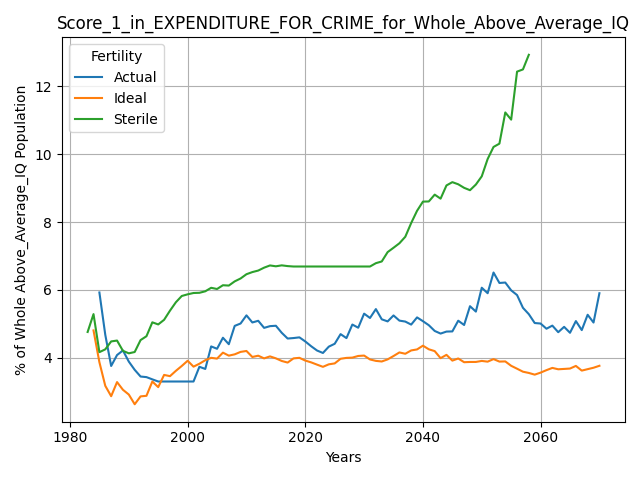 Score_1_in_EXPENDITURE_FOR_CRIME_for_Whole_Above_Average_IQ
Fertility
Actual
Ideal
Sterile
% of Whole Above_Average_IQ Population
12
10
8
6
4
1980
2000
2020
2040
2060
Years